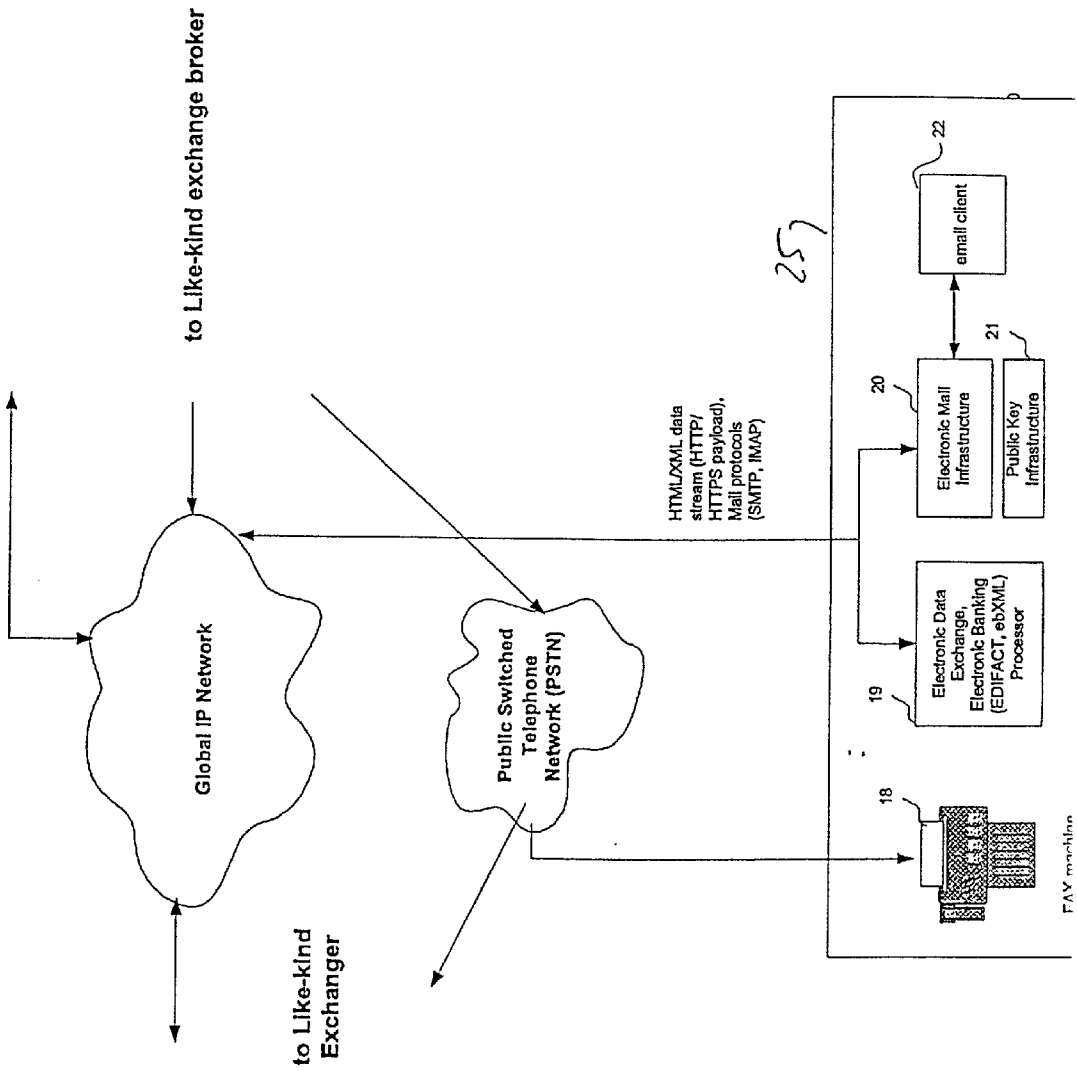 to Like-kind exchange broker
Global IP Network
to Like-kind
Exchanger
Public Switched
Telephone
Network (PSTN)
HTML/XML data
stream (HTTP/
HTTPS payload),
Mail protocols
(SMTP, IMAP)
25
18
FAX machine
19
Electronic Data
Exchange,
Electronic Banking
(EDIFACT, ebXML)
Processor
20
Electronic Mail
Infrastructure
21
Public Key
Infrastructure
22
email client